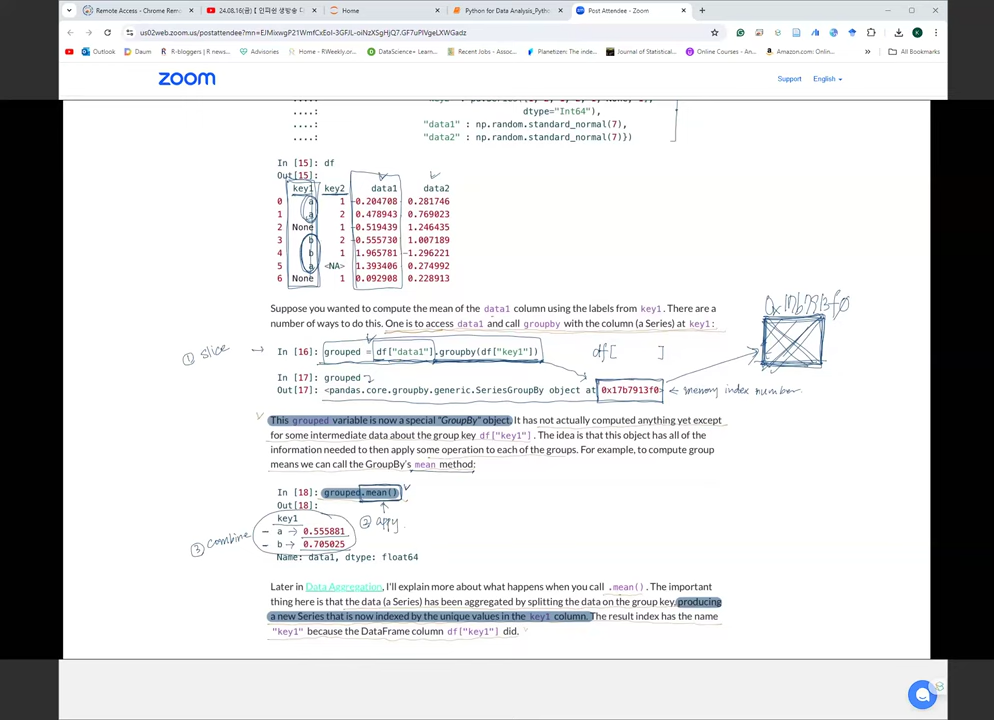 Remote Access - Chrome Remo
24.08.16(금) 【인파쉰 생방송 다
Home
Python for Data Analysis_Pytho
Post Attendee - Zoom
us02web.zoom.us/postattendee?mn=EJMixwgP21WmfCxEoI-3GFJL-oiNzXSgHjQ7.GF7uPlVgeLXWGadz
Outlook
Daum
R-bloggers | R news...
Advisories
Home - RWeekly.or...
DataScience+ Learn...
Recent Jobs - Assoc...
Planetizen: The inde...
Journal of Statistical...
Online Courses - An...
Amazon.com: Onlin...
All Bookmarks
zoom
Support
English
....: dtype="Int64"),
....: "data1" : np.random.standard_normal(7),
....: "data2" : np.random.standard_normal(7)})
In [15]: df
Out[15]:
key1 key2 data1 data2
0 a 1 -0.204708 0.281746
1 a 2 0.478943 0.769023
2 None 1 -0.519439 1.246435
3 b 2 -0.555730 1.007189
4 b 1 1.965781 -1.296221
5 a <NA> 1.393406 0.274992
6 None 1 0.092908 0.228913
0x17b7913f0
Suppose you wanted to compute the mean of the data1 column using the labels from key1. There are a
number of ways to do this. One is to access data1 and call groupby with the column (a Series) at key1:
① slice
In [16]: grouped = df["data1"].groupby(df["key1"])
df[ ]
In [17]: grouped
Out[17]: <pandas.core.groupby.generic.SeriesGroupBy object at 0x17b7913f0>
← memory index number
This grouped variable is now a special "GroupBy" object. It has not actually computed anything yet except
for some intermediate data about the group key df["key1"]. The idea is that this object has all of the
information needed to then apply some operation to each of the groups. For example, to compute group
means we can call the GroupBy's mean method:
In [18]: grouped.mean()
Out[18]:
key1
② appy
a → 0.555881
③ combine
b → 0.705025
Name: data1, dtype: float64
Later in Data Aggregation, I'll explain more about what happens when you call .mean(). The important
thing here is that the data (a Series) has been aggregated by splitting the data on the group key, producing
a new Series that is now indexed by the unique values in the key1 column. The result index has the name
"key1" because the DataFrame column df["key1"] did.